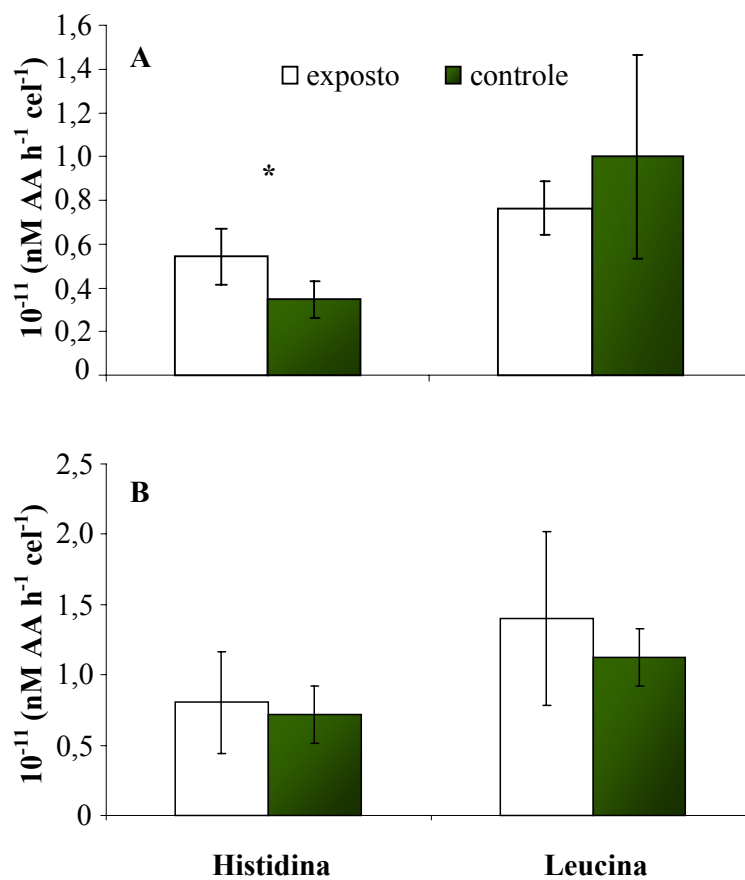 A
exposto controle
10⁻¹¹ (nM AA h⁻¹ cel⁻¹)
1,6
1,4
1,2
1,0
0,8
0,6
0,4
0,2
0
*
B
10⁻¹¹ (nM AA h⁻¹ cel⁻¹)
2,5
2,0
1,5
1,0
0,5
0
Histidina Leucina